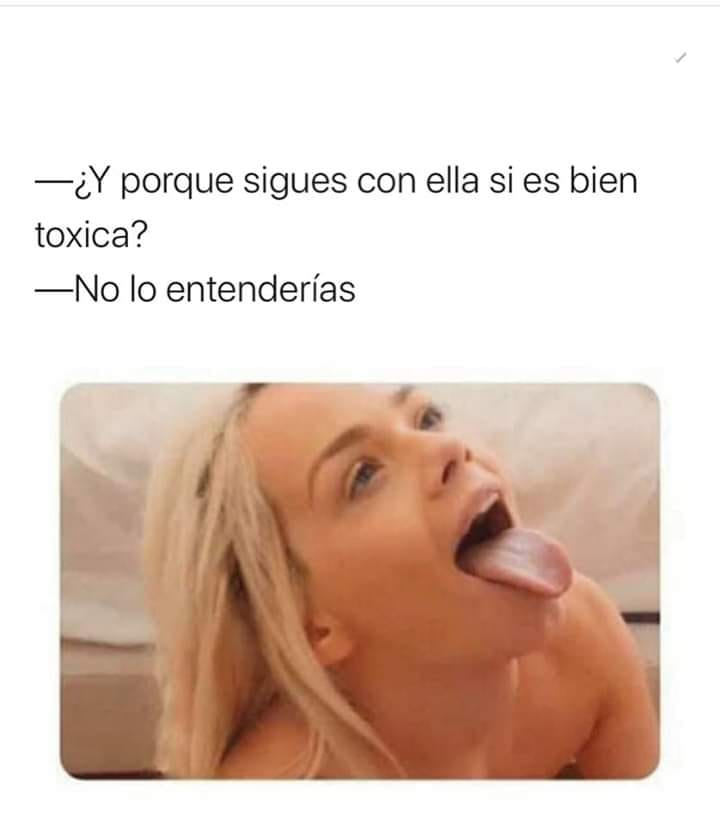 —¿Y porque sigues con ella si es bien
toxica?
—No lo entenderías